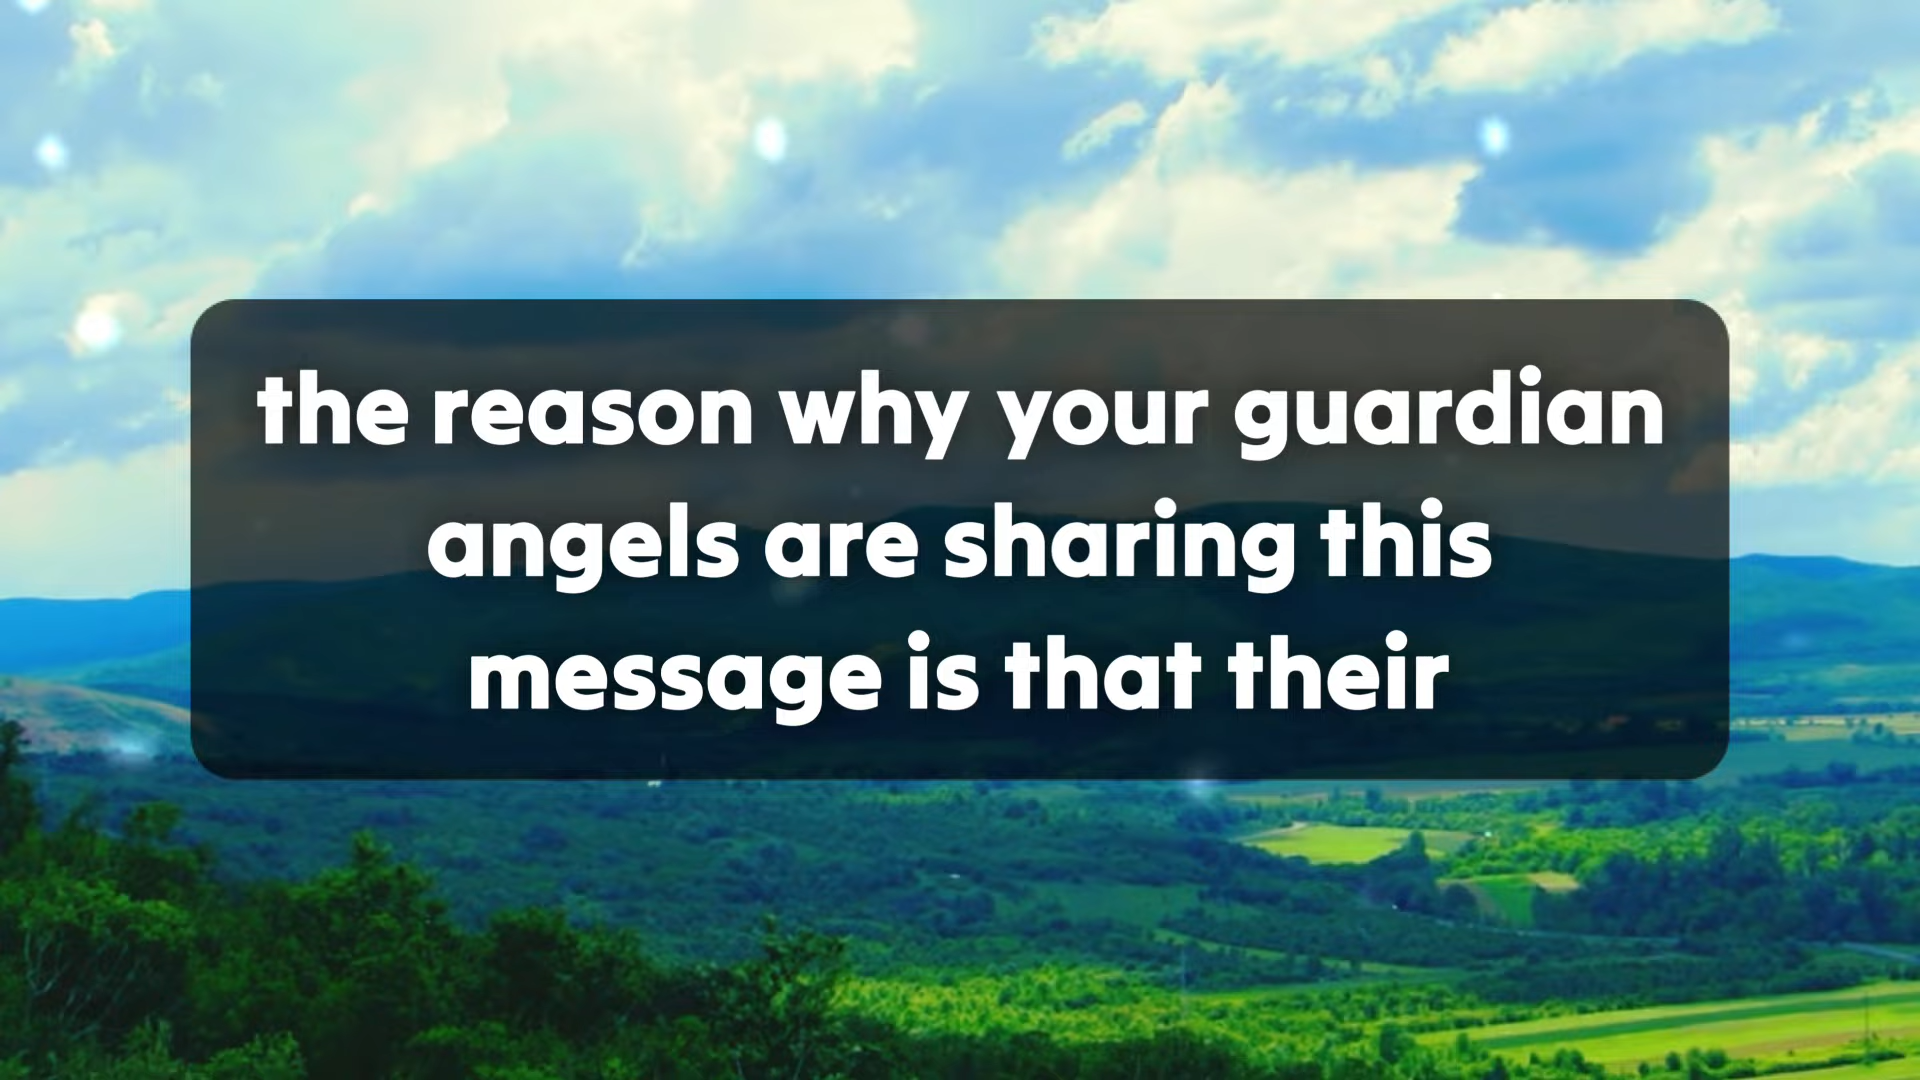 the reason why your guardian
angels are sharing this
message is that their